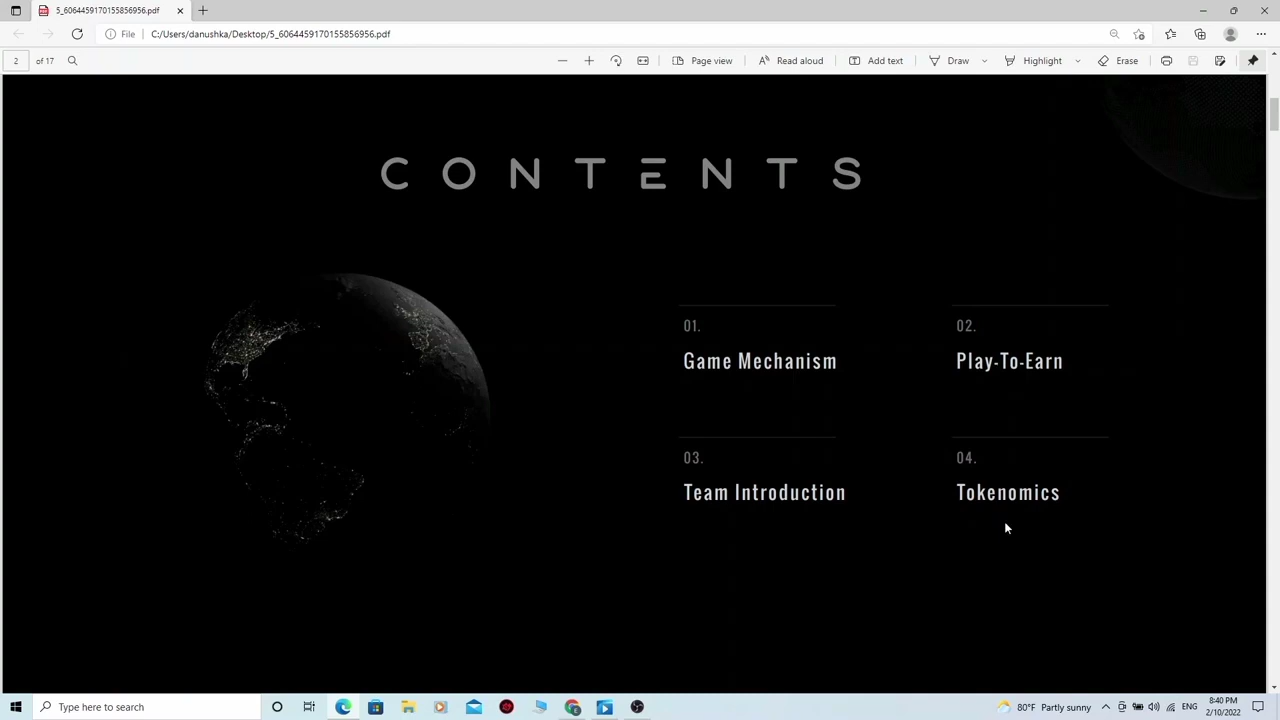 5_6064459170155856956.pdf
File C:/Users/danushka/Desktop/5_6064459170155856956.pdf
2 of 17 Page view Read aloud Add text Draw Highlight Erase
CONTENTS
01.
Game Mechanism
02.
Play-To-Earn
03.
Team Introduction
04.
Tokenomics
Type here to search
80°F Partly sunny ENG
8:40 PM
2/10/2022